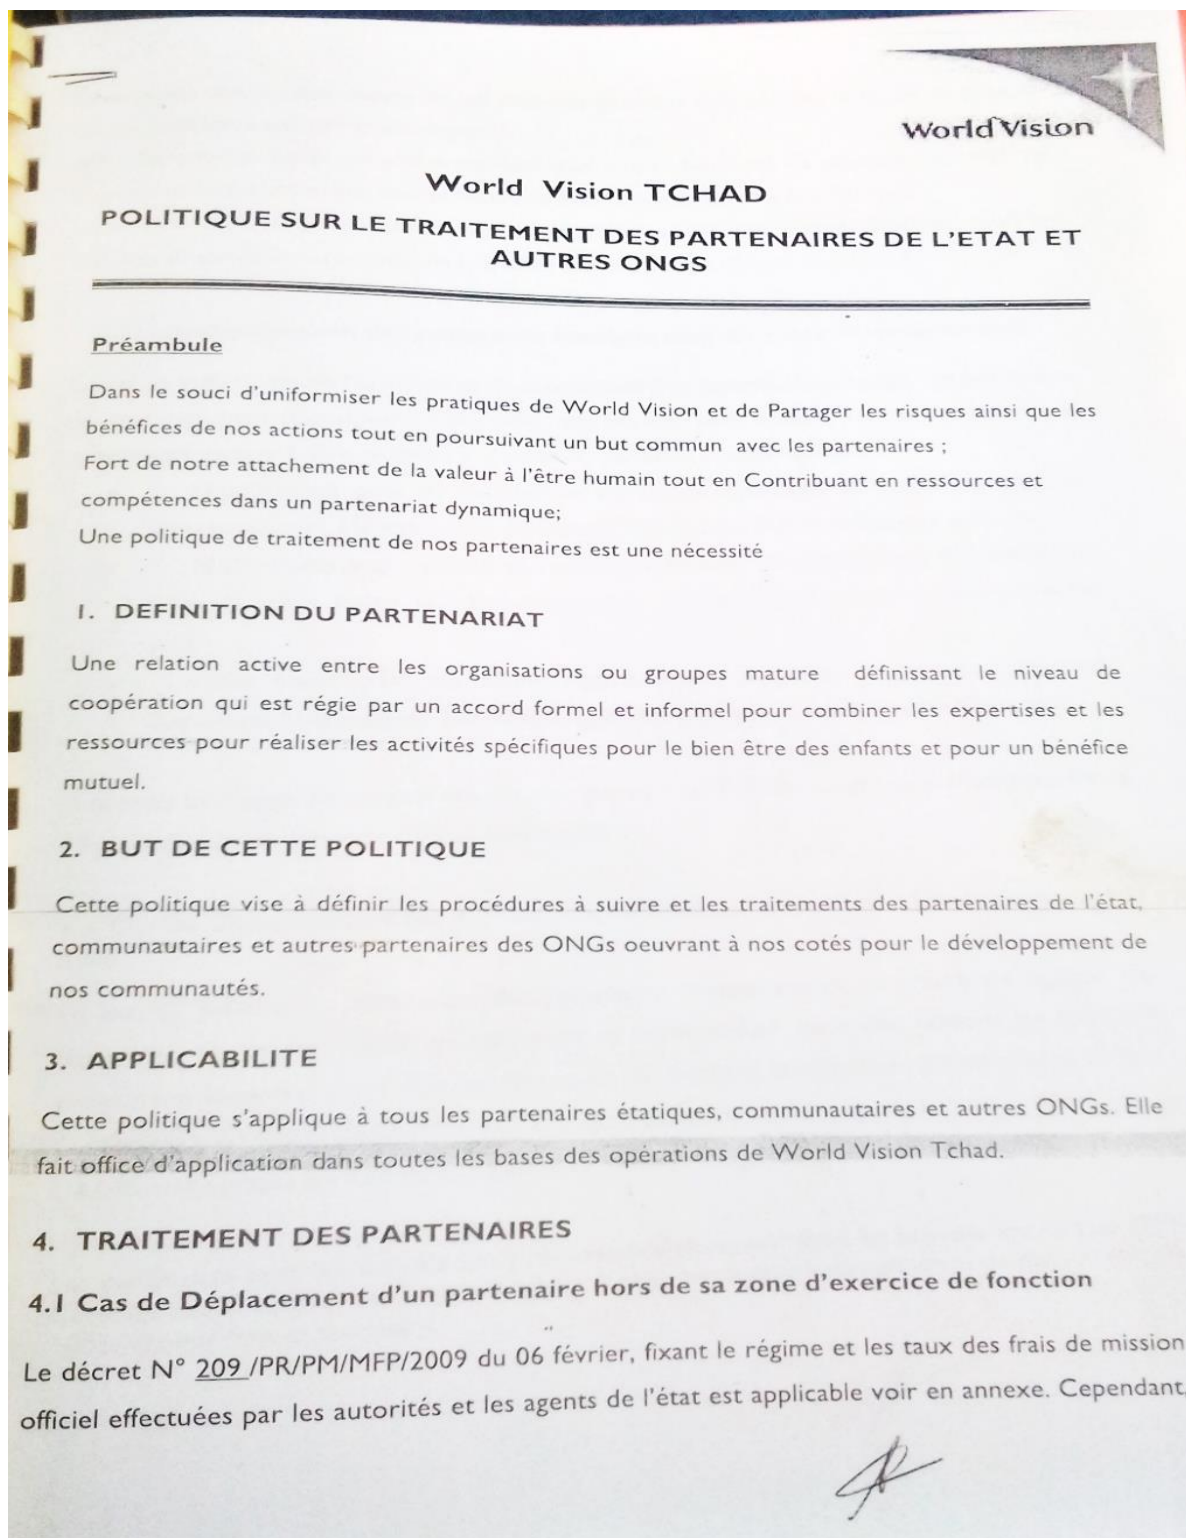 World Vision
World Vision TCHAD
POLITIQUE SUR LE TRAITEMENT DES PARTENAIRES DE L'ETAT ET
AUTRES ONGS
Préambule
Dans le souci d'uniformiser les pratiques de World Vision et de Partager les risques ainsi que les
bénéfices de nos actions tout en poursuivant un but commun avec les partenaires ;
Fort de notre attachement de la valeur à l'être humain tout en Contribuant en ressources et
compétences dans un partenariat dynamique;
Une politique de traitement de nos partenaires est une nécessité
1. DEFINITION DU PARTENARIAT
Une relation active entre les organisations ou groupes mature définissant le niveau de
coopération qui est régie par un accord formel et informel pour combiner les expertises et les
ressources pour réaliser les activités spécifiques pour le bien être des enfants et pour un bénéfice
mutuel.
2. BUT DE CETTE POLITIQUE
Cette politique vise à définir les procédures à suivre et les traitements des partenaires de l'état,
communautaires et autres partenaires des ONGs oeuvrant à nos cotés pour le développement de
nos communautés.
3. APPLICABILITE
Cette politique s'applique à tous les partenaires étatiques, communautaires et autres ONGs. Elle
fait office d'application dans toutes les bases des opérations de World Vision Tchad.
4. TRAITEMENT DES PARTENAIRES
4.1 Cas de Déplacement d'un partenaire hors de sa zone d'exercice de fonction
Le décret N° 209 /PR/PM/MFP/2009 du 06 février, fixant le régime et les taux des frais de mission
officiel effectuées par les autorités et les agents de l'état est applicable voir en annexe. Cependant,